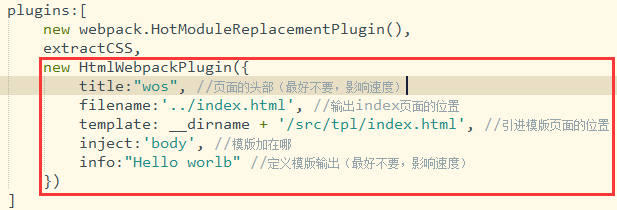 plugins:[
new webpack.HotModuleReplacementPlugin(),
extractCSS,
new HtmlWebpackPlugin({
title:"wos", //页面的头部（最好不要，影响速度）
filename:'../index.html', //输出index页面的位置
template: __dirname + '/src/tpl/index.html', //引进模版页面的位置
inject:'body', //模版加在哪
info:"Hello worlb" //定义模版输出（最好不要，影响速度）
})
]